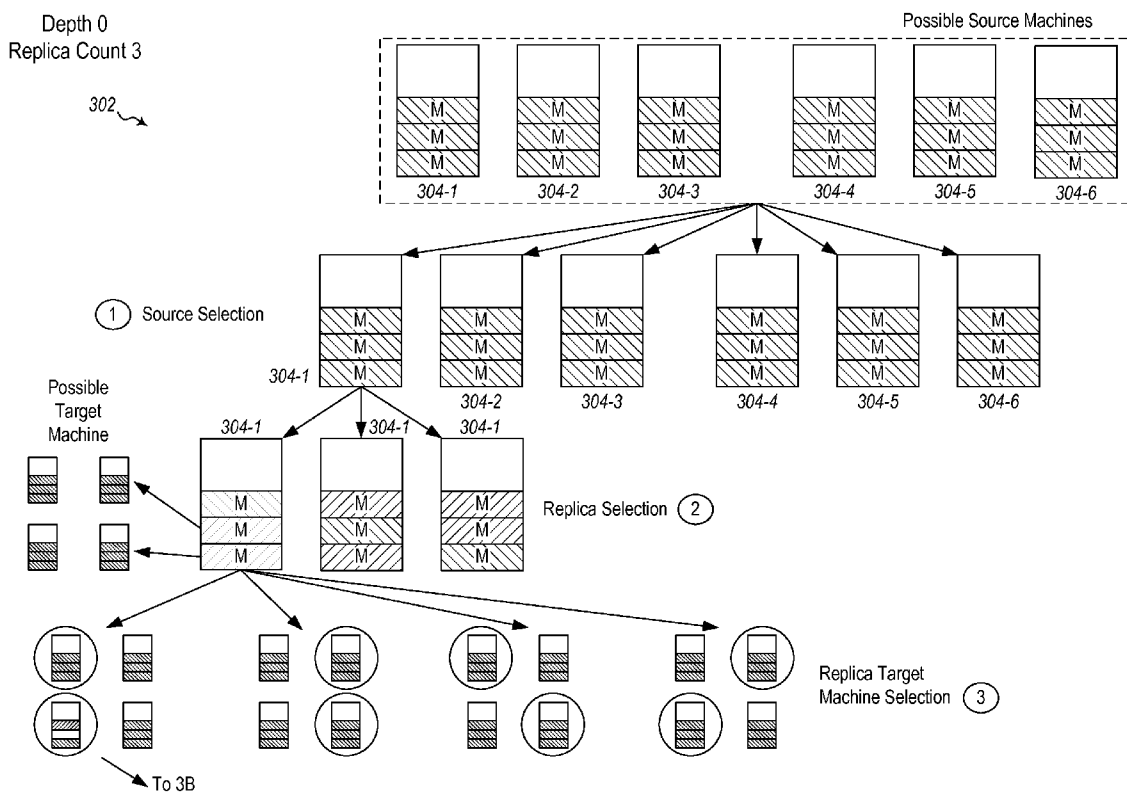 Depth 0
Replica Count 3
302
Possible Source Machines
M M M M M M
M M M M M M
M M M M M M
304-1 304-2 304-3 304-4 304-5 304-6
1 Source Selection
M M M M M M
M M M M M M
M M M M M M
304-1
304-2 304-3 304-4 304-5 304-6
Possible
Target
Machine
304-1 304-1 304-1
M M M
M M M
M M M
Replica Selection 2
Replica Target
Machine Selection 3
To 3B